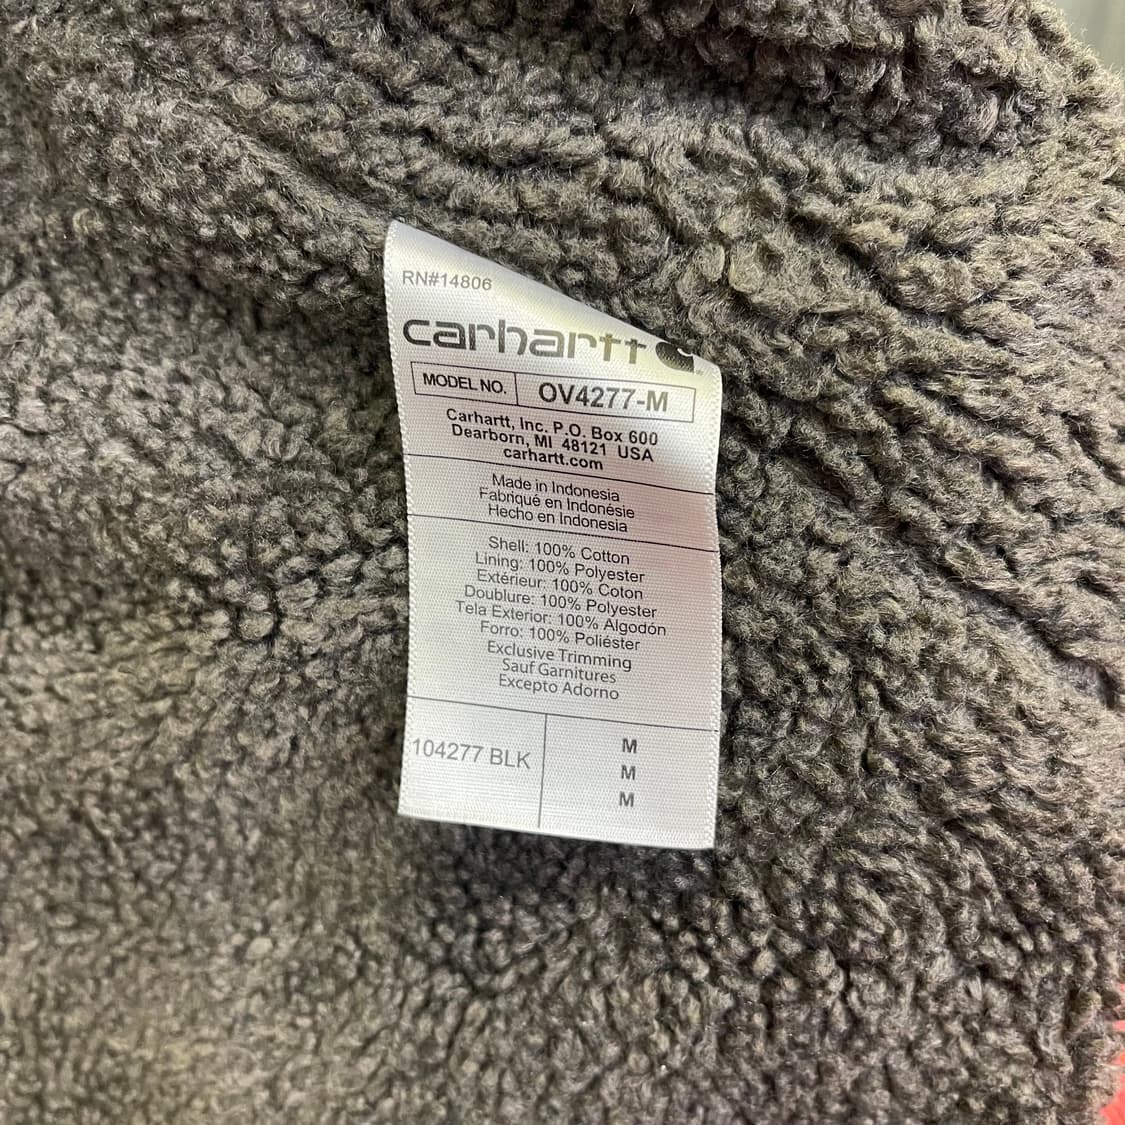 RN#14806
carhartt
MODEL NO. OV4277-M
Carhartt, Inc. P.O. Box 600
Dearborn, MI 48121 USA
carhartt.com
Made in Indonesia
Fabriqué en Indonésie
Hecho en Indonesia
Shell: 100% Cotton
Lining: 100% Polyester
Extérieur: 100% Coton
Doublure: 100% Polyester
Tela Exterior: 100% Algodón
Forro: 100% Poliéster
Exclusive Trimming
Sauf Garnitures
Excepto Adorno
104277 BLK
M
M
M